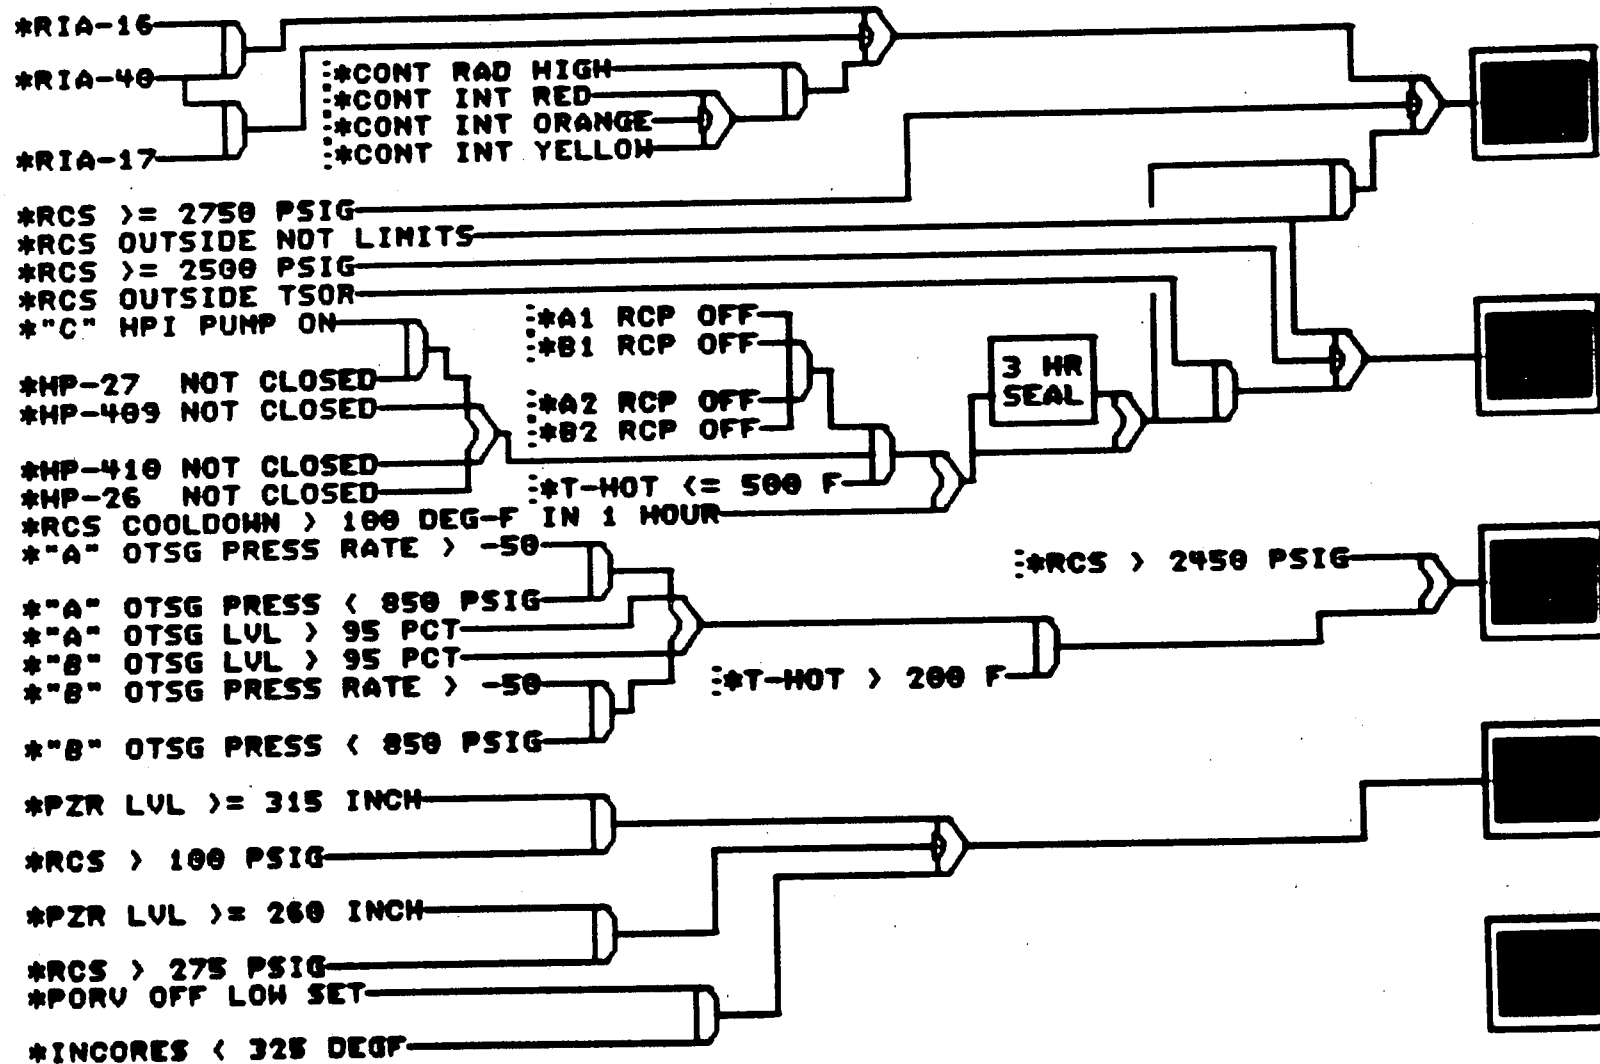 *RIA-16
*RIA-40
*CONT RAD HIGH
*CONT INT RED
*CONT INT ORANGE
*CONT INT YELLOW
*RIA-17
*RCS >= 2750 PSIG
*RCS OUTSIDE NDT LIMITS
*RCS >= 2500 PSIG
*RCS OUTSIDE TSOR
*"C" HPI PUMP ON
*HP-27 NOT CLOSED
*HP-409 NOT CLOSED
*HP-410 NOT CLOSED
*HP-26 NOT CLOSED
*A1 RCP OFF
*B1 RCP OFF
*A2 RCP OFF
*B2 RCP OFF
3 HR
SEAL
*T-HOT <= 500 F
*RCS COOLDOWN > 100 DEG-F IN 1 HOUR
*"A" OTSG PRESS RATE > -50
*"A" OTSG PRESS < 850 PSIG
*"A" OTSG LVL > 95 PCT
*"B" OTSG LVL > 95 PCT
*"B" OTSG PRESS RATE > -50
*"B" OTSG PRESS < 850 PSIG
*RCS > 2450 PSIG
*T-HOT > 200 F
*PZR LVL >= 315 INCH
*RCS > 100 PSIG
*PZR LVL >= 260 INCH
*RCS > 275 PSIG
*PORV OFF LOW SET
*INCORES < 325 DEGF